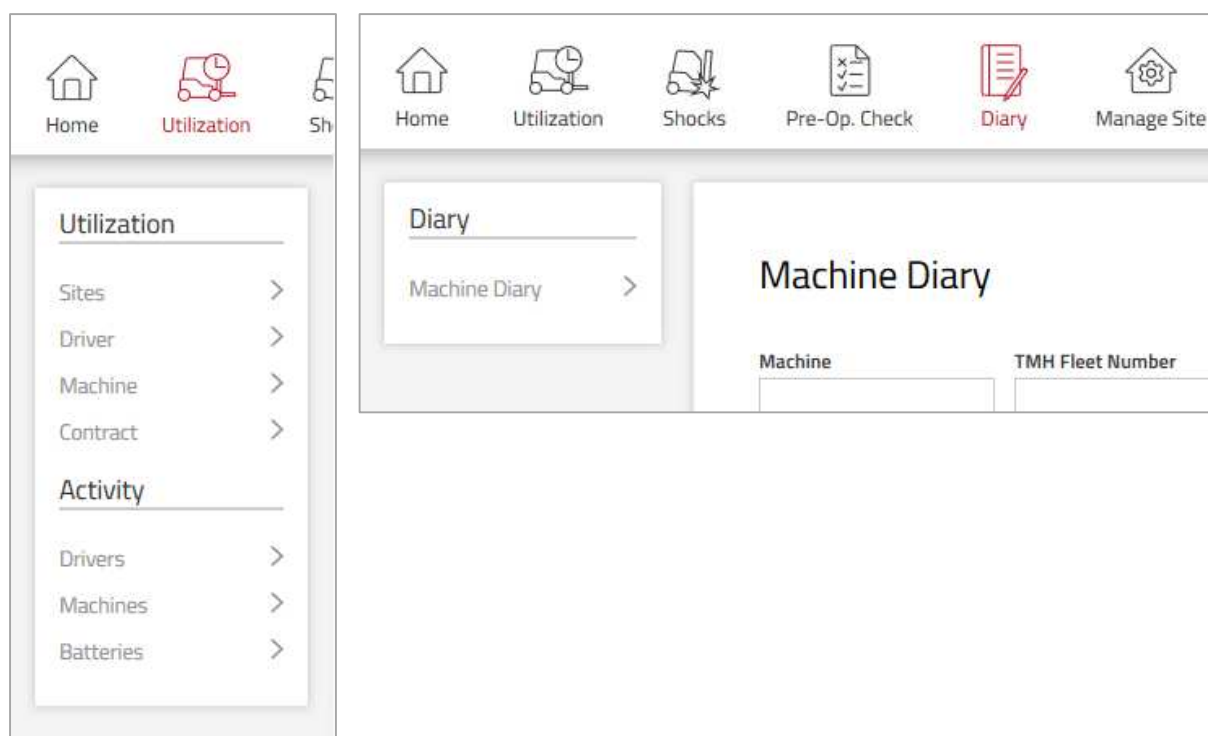 Home Utilization Sh
Utilization
Sites
Driver
Machine
Contract
Activity
Drivers
Machines
Batteries
Home Utilization Shocks Pre-Op. Check Diary Manage Site
Diary
Machine Diary
Machine Diary
Machine TMH Fleet Number